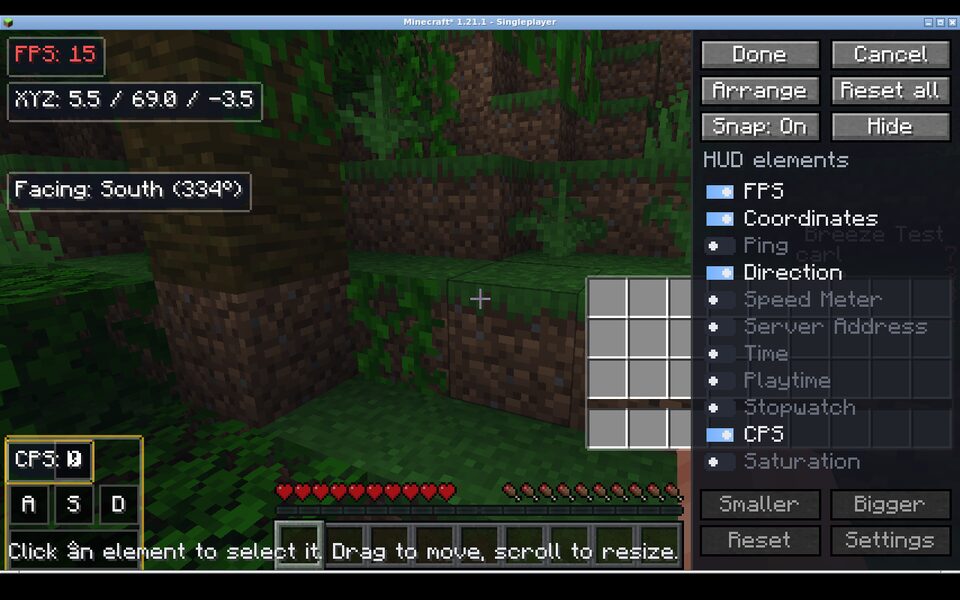 Minecraft* 1.21.1 - Singleplayer
FPS: 15
Done
Cancel
XYZ: 5.5 / 69.0 / -3.5
Arrange
Reset all
Snap: On
Hide
HUD elements
Facing: South (334°)
FPS
Coordinates
Breeze Test
Ping
carl
Direction
Speed Meter
Server Address
Time
Playtime
Stopwatch
CPS
CPS:
Saturation
A S D
Smaller
Bigger
Click an element to select it. Drag to move, scroll to resize.
Reset
Settings